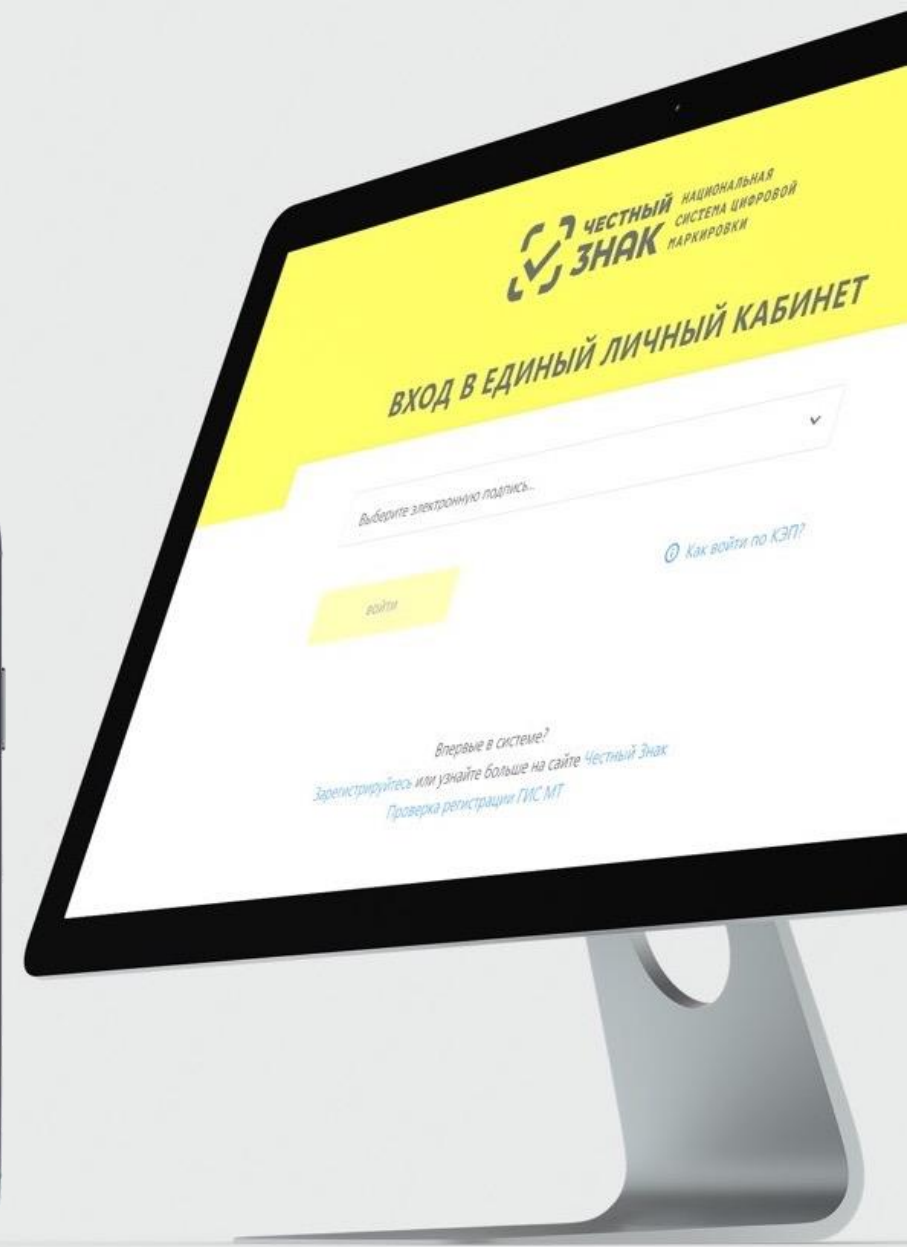 ЧЕСТНЫЙ
ЗНАК
НАЦИОНАЛЬНАЯ
СИСТЕМА ЦИФРОВОЙ
МАРКИРОВКИ
ВХОД В ЕДИНЫЙ ЛИЧНЫЙ КАБИНЕТ
Выберите электронную подпись...
Как войти по КЭП?
ВОЙТИ
Впервые в системе?
Зарегистрируйтесь или узнайте больше на сайте Честный Знак
Проверка регистрации ГИС МТ